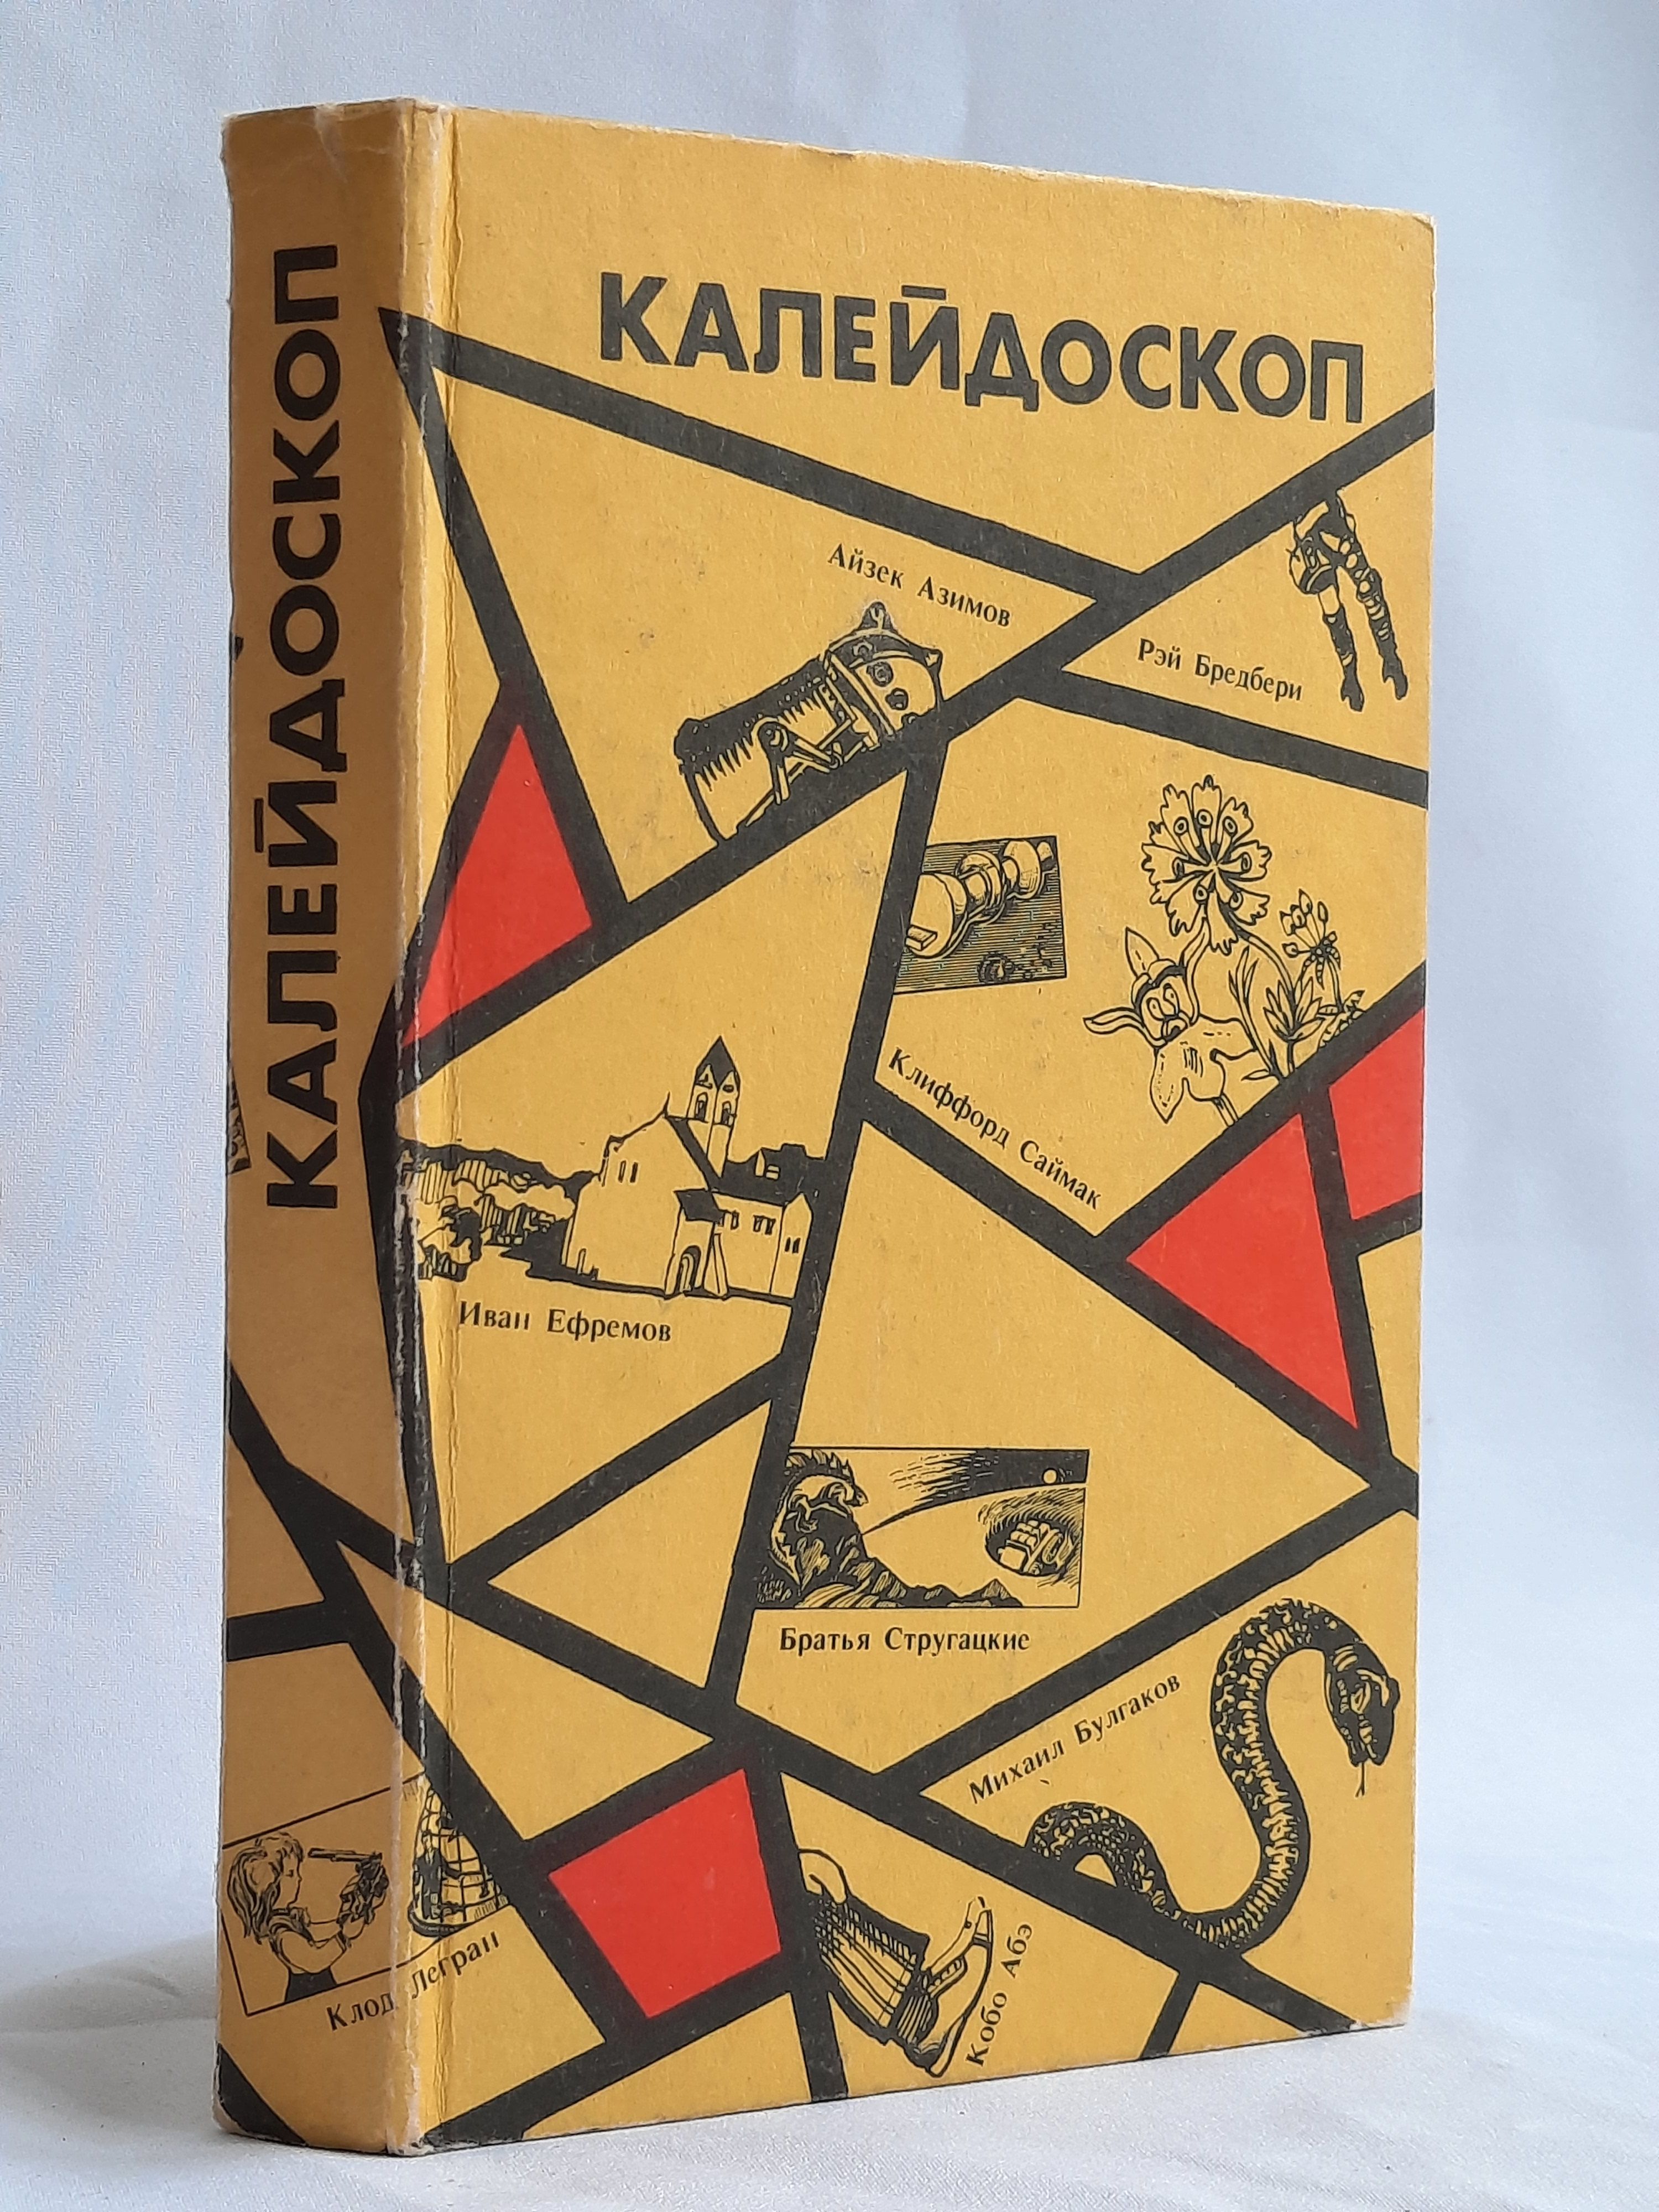 КАЛЕЙДОСКОП
КАЛЕЙДОСКОП
Айзек Азимов
Рэй Бредбери
Клиффорд Саймак
Иван Ефремов
Братья Стругацкие
Михаил Булгаков
Клод Легран
Кобо Абэ